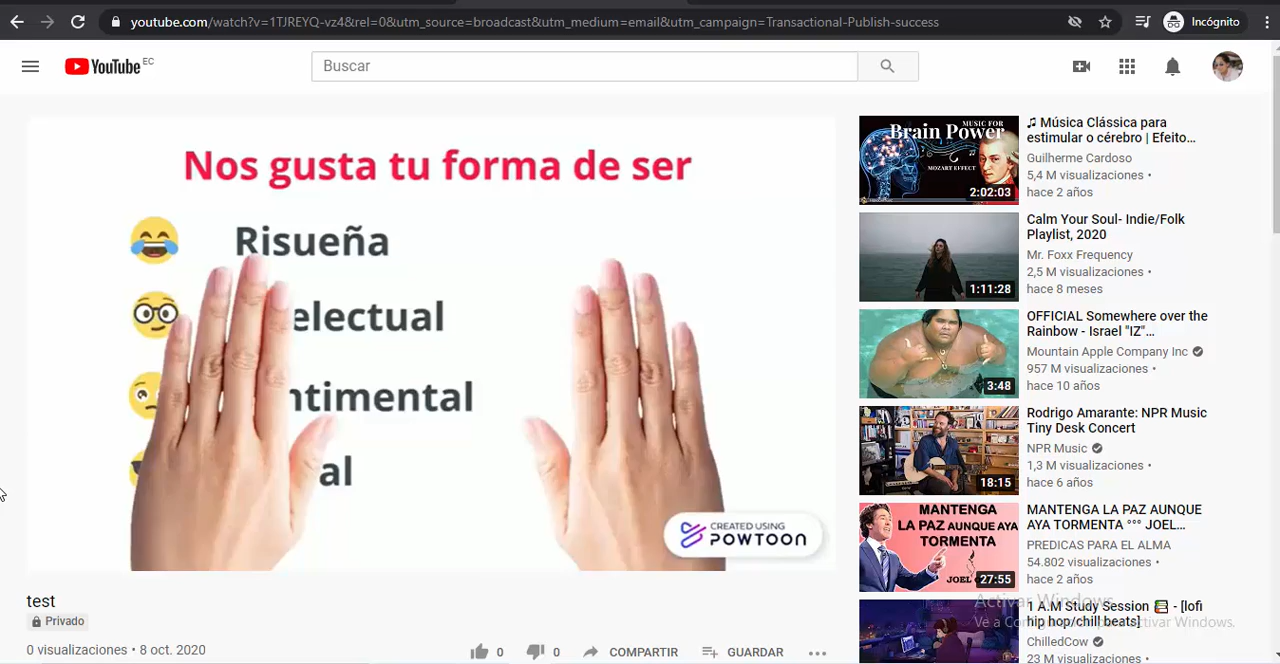 youtube.com/watch?v=1TJREYQ-vz4&rel=0&utm_source=broadcast&utm_medium=email&utm_campaign=Transactional-Publish-success
Incógnito
YouTube EC
Buscar
Nos gusta tu forma de ser
Risueña
electual
ntimental
al
CREATED USING
POWTOON
test
Privado
0 visualizaciones • 8 oct. 2020
0
0
COMPARTIR
GUARDAR
MUSIC FOR
Brain Power
MOZART EFFECT
2:02:03
♫ Música Clássica para
estimular o cérebro | Efeito...
Guilherme Cardoso
5,4 M visualizaciones •
hace 2 años
1:11:28
Calm Your Soul- Indie/Folk
Playlist, 2020
Mr. Foxx Frequency
2,5 M visualizaciones •
hace 8 meses
3:48
OFFICIAL Somewhere over the
Rainbow - Israel "IZ"...
Mountain Apple Company Inc
957 M visualizaciones •
hace 10 años
18:15
Rodrigo Amarante: NPR Music
Tiny Desk Concert
NPR Music
1,3 M visualizaciones •
hace 6 años
MANTENGA
LA PAZ AUNQUE AYA
TORMENTA
JOEL
27:55
MANTENGA LA PAZ AUNQUE
AYA TORMENTA °°° JOEL...
PREDICAS PARA EL ALMA
54.802 visualizaciones •
hace 2 años
1 A.M Study Session 📚 - [lofi
hip hop/chill beats]
ChilledCow
23 M visualizaciones •
Activar Windows
Ve a Configuración para activar Windows.